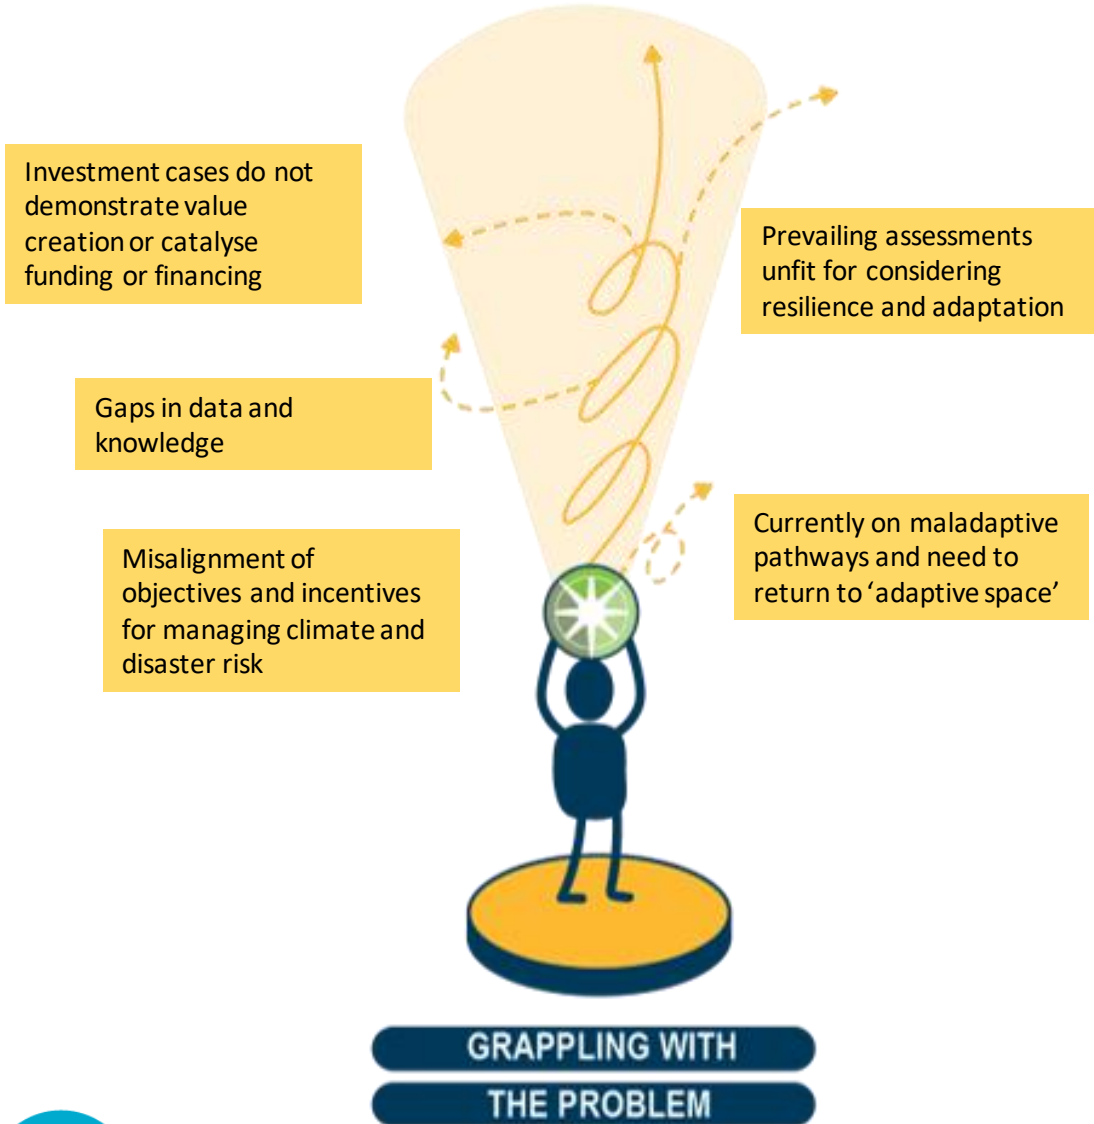 Investment cases do not
demonstrate value
creation or catalyse
funding or financing
Prevailing assessments
unfit for considering
resilience and adaptation
Gaps in data and
knowledge
Currently on maladaptive
pathways and need to
return to ‘adaptive space’
Misalignment of
objectives and incentives
for managing climate and
disaster risk
GRAPPLING WITH
THE PROBLEM